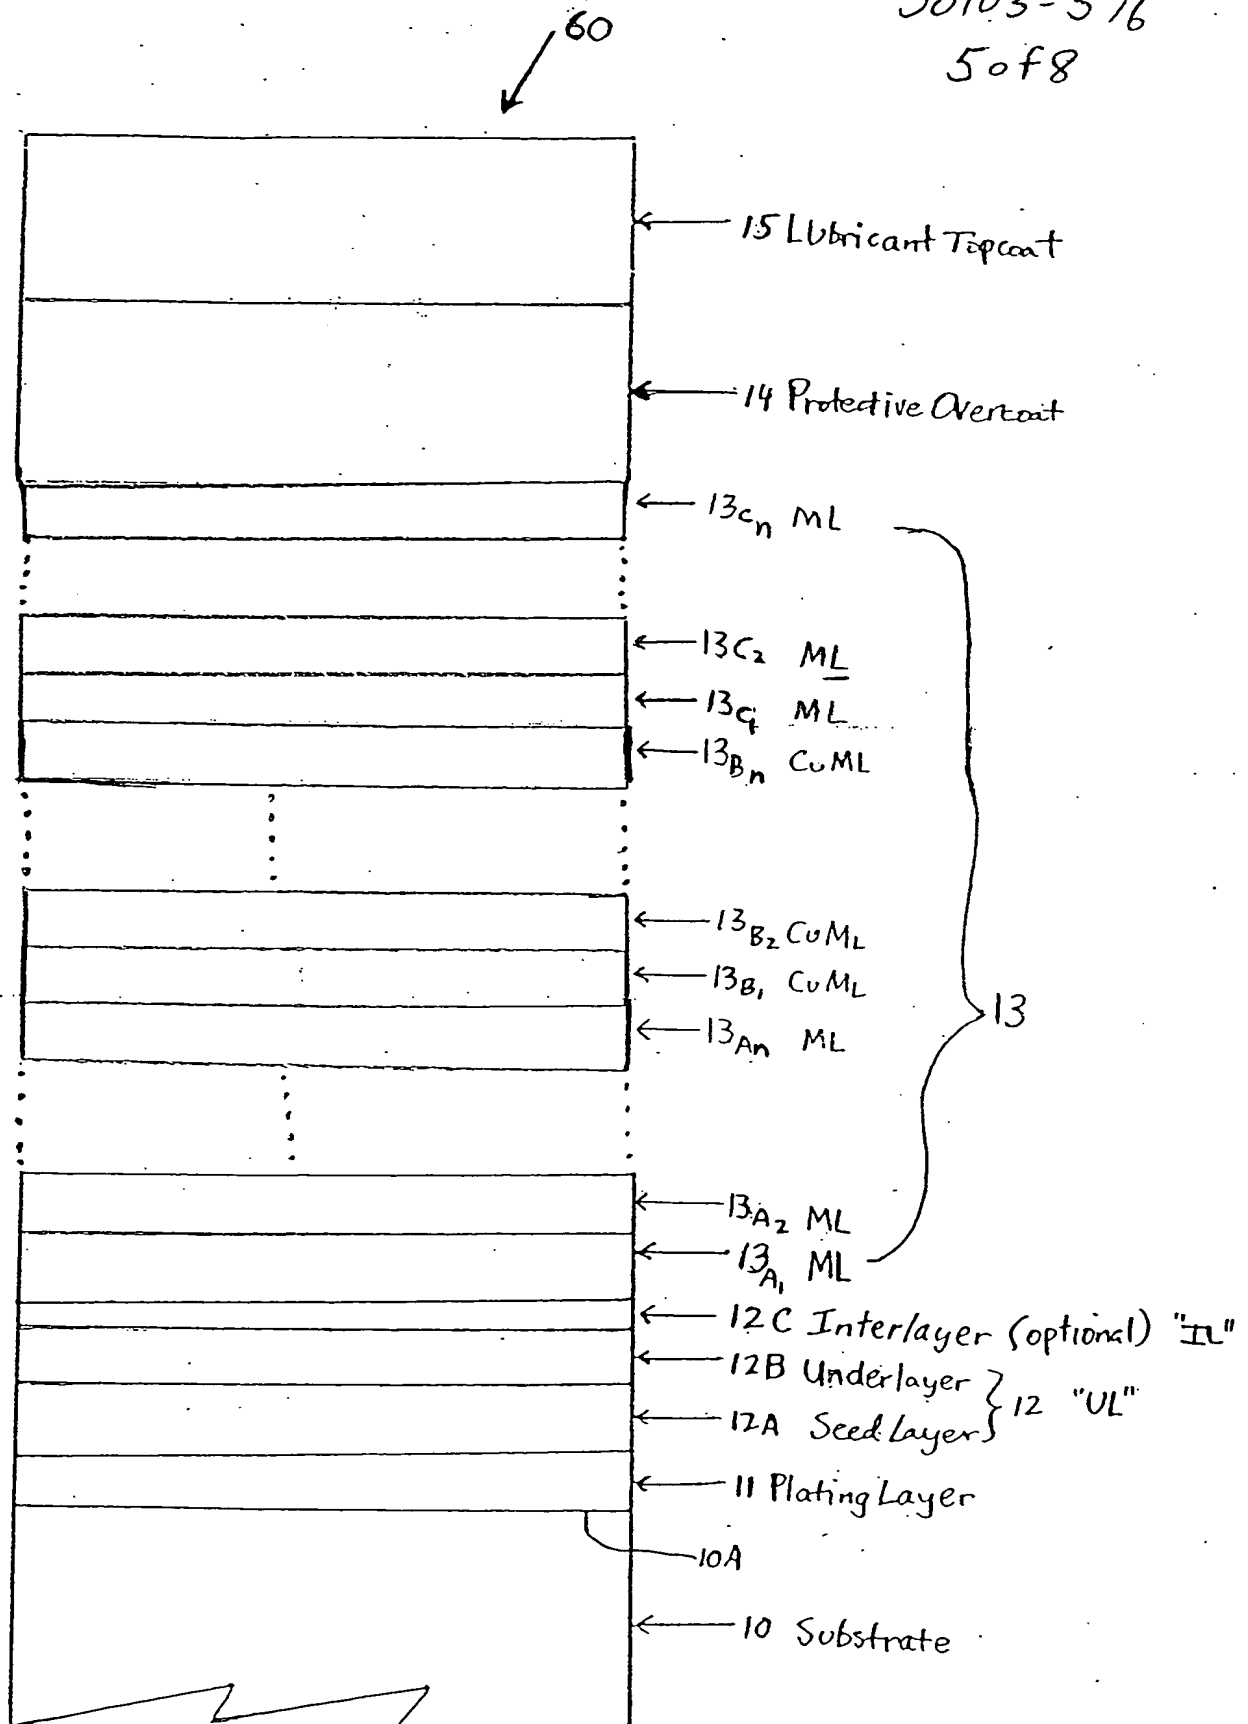 60
5 of 8
15 Lubricant Topcoat
14 Protective Overcoat
13Cn ML
13C2 ML
13C1 ML
13Bn CuML
13B2 CuML
13B1 CuML
13An ML
13
13A2 ML
13A1 ML
12C Interlayer (optional) "IL"
12B Underlayer
12 "UL"
12A Seed Layer
11 Plating Layer
10A
10 Substrate